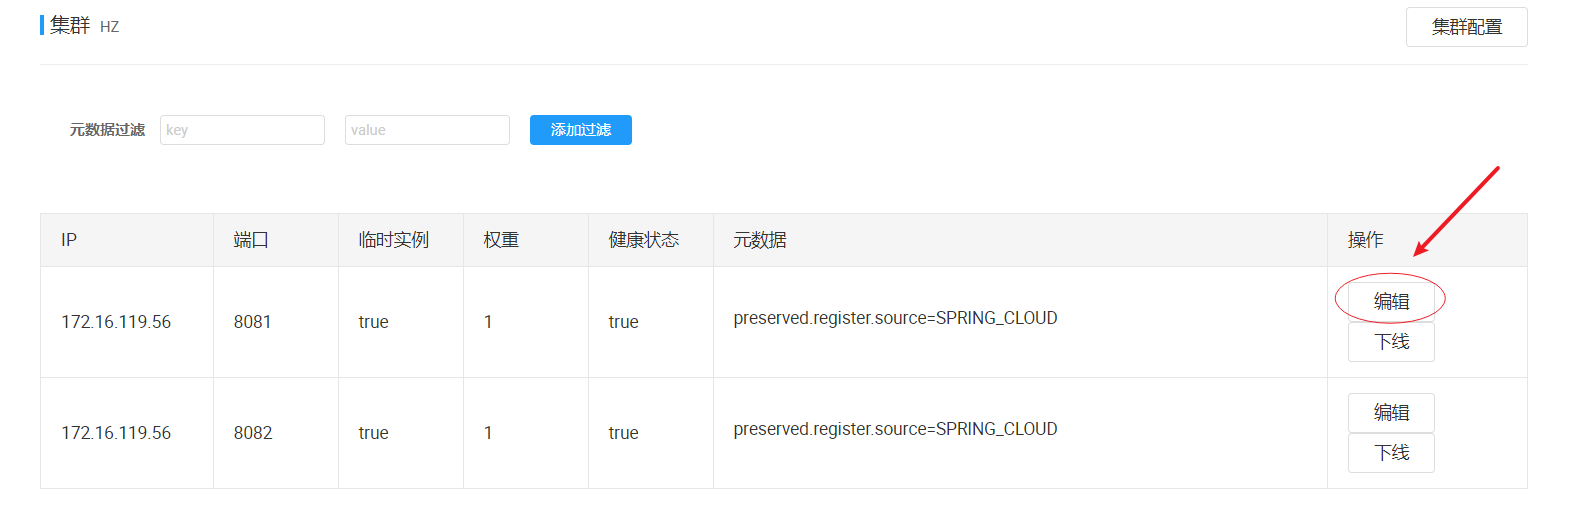 集群 HZ 集群配置
元数据过滤 key value 添加过滤
IP 端口 临时实例 权重 健康状态 元数据 操作
172.16.119.56 8081 true 1 true preserved.register.source=SPRING_CLOUD 编辑
下线
172.16.119.56 8082 true 1 true preserved.register.source=SPRING_CLOUD 编辑
下线